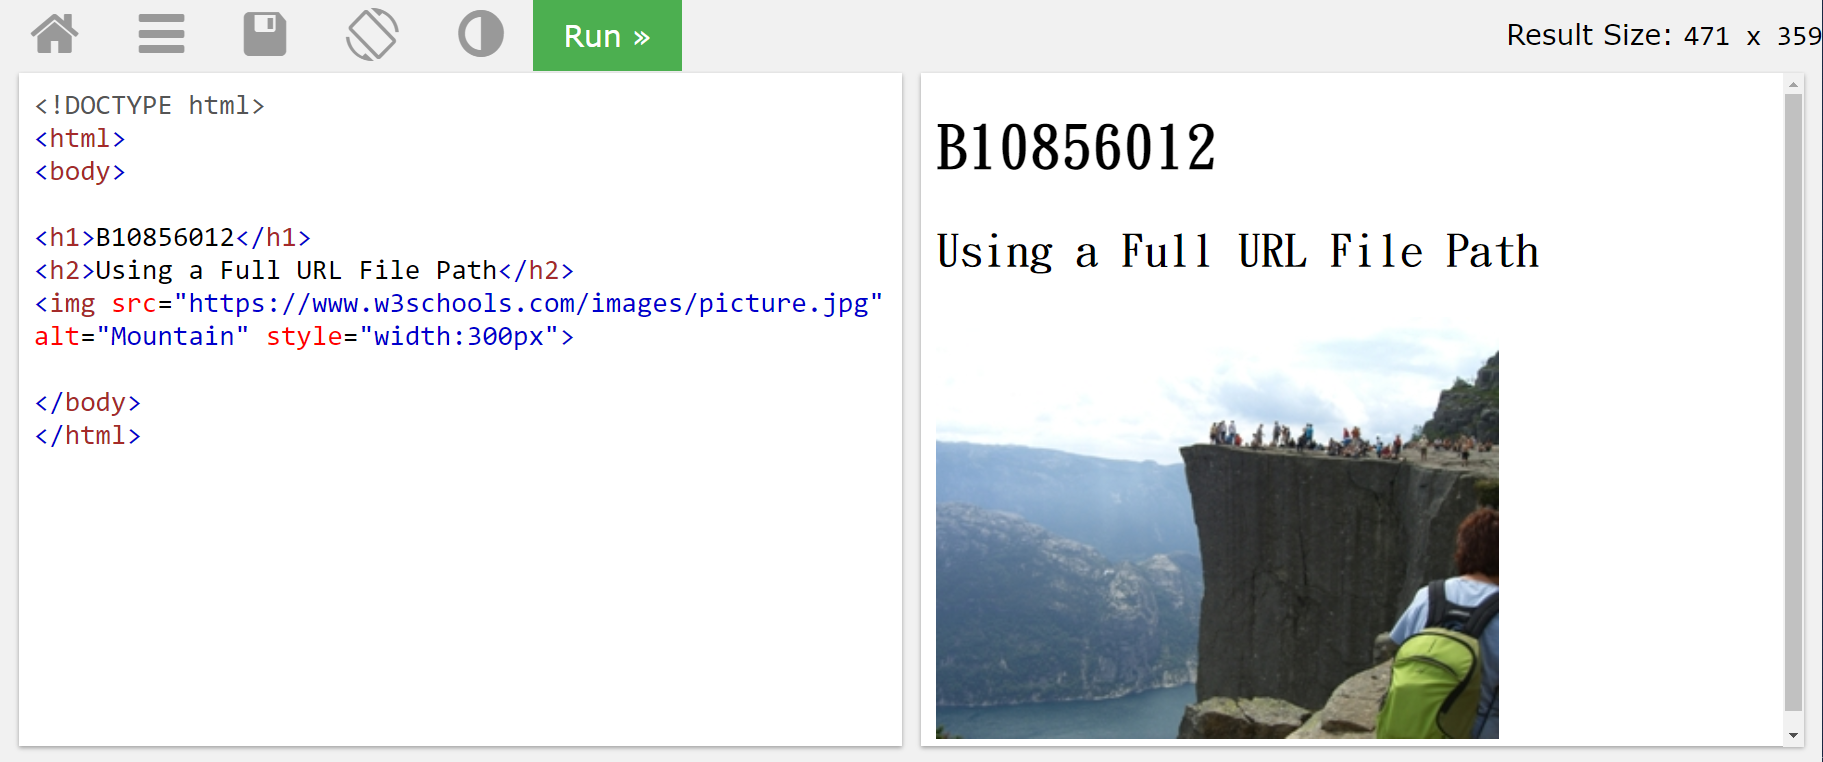 Run »
Result Size: 471 x 359
<!DOCTYPE html>
<html>
<body>
<h1>B10856012</h1>
<h2>Using a Full URL File Path</h2>
<img src="https://www.w3schools.com/images/picture.jpg"
alt="Mountain" style="width:300px">
</body>
</html>
B10856012
Using a Full URL File Path